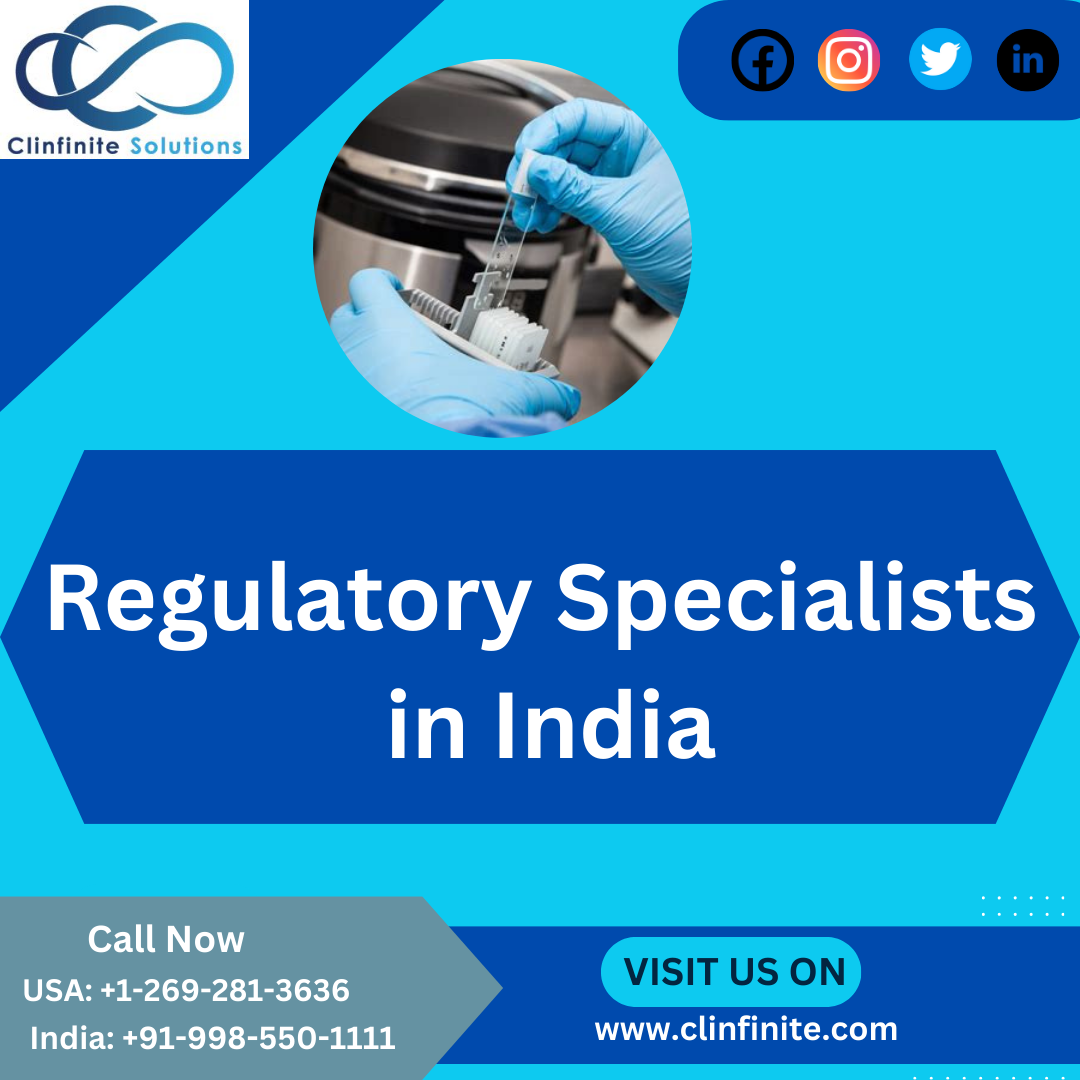 Clinfinite Solutions
Regulatory Specialists
in India
Call Now
USA: +1-269-281-3636
India: +91-998-550-1111
VISIT US ON
www.clinfinite.com